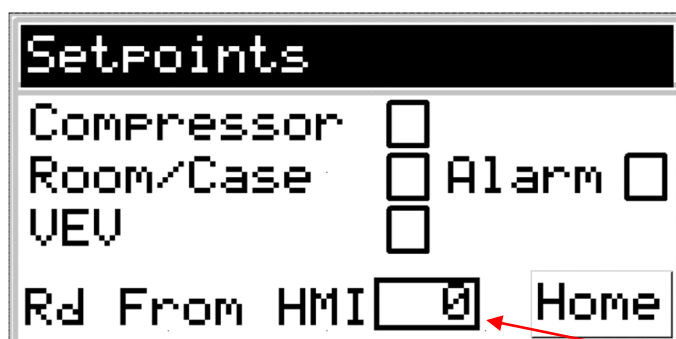 Setpoints
Compressor
Room/Case Alarm
VEV
Rd From HMI 0 Home